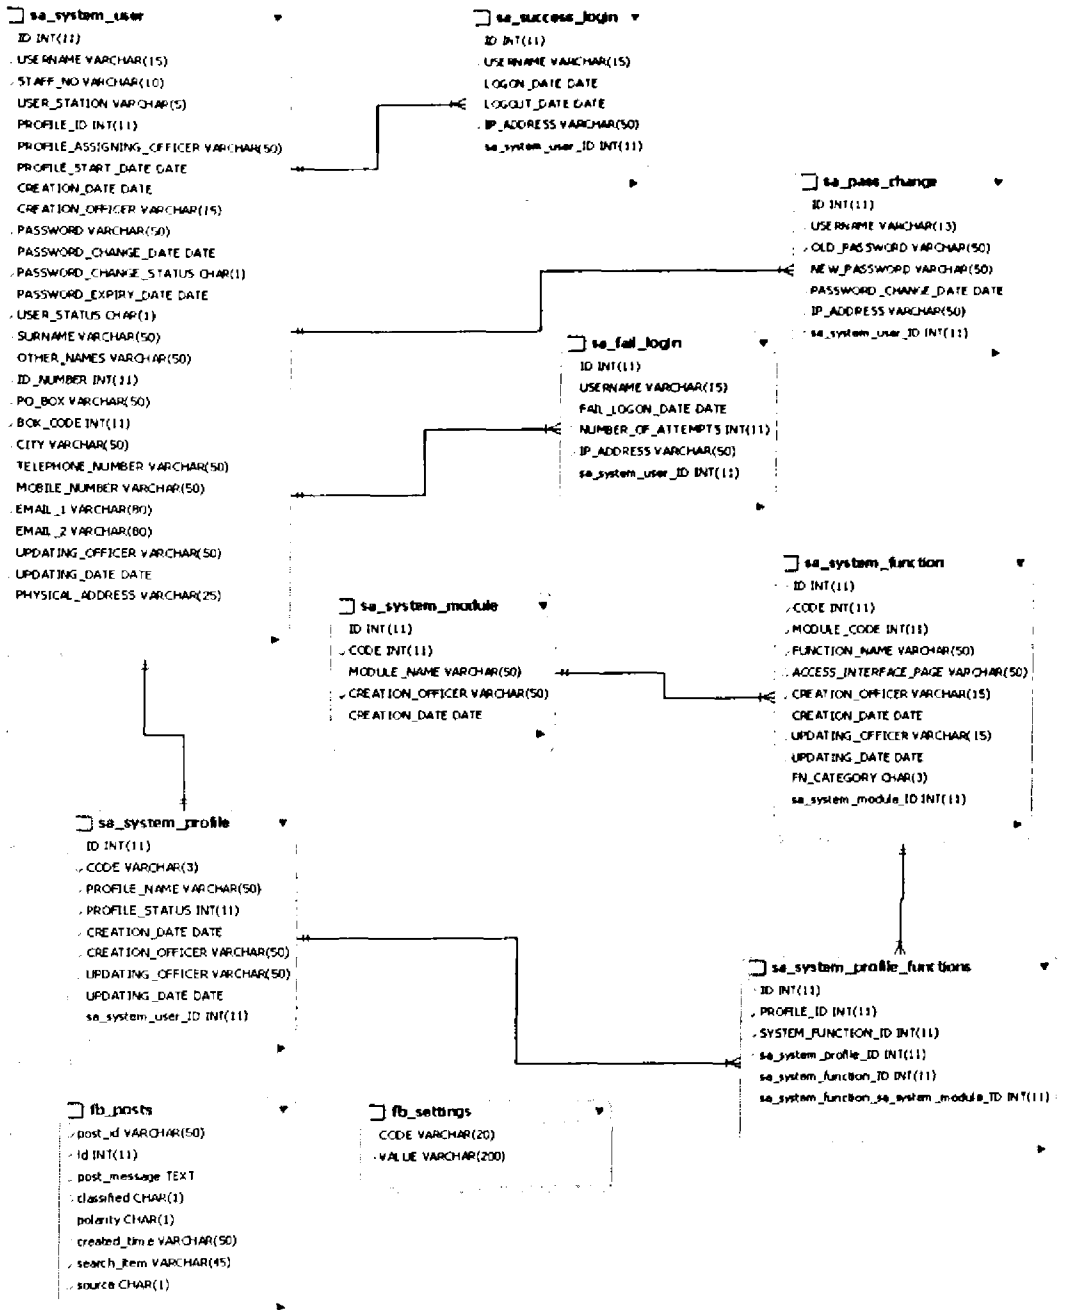 sa_system_user
ID INT(11)
USERNAME VARCHAR(15)
STAFF_NO VARCHAR(10)
USER_STATION VARCHAR(5)
PROFILE_ID INT(11)
PROFILE_ASSIGNING_OFFICER VARCHAR(50)
PROFILE_START_DATE DATE
CREATION_DATE DATE
CREATION_OFFICER VARCHAR(15)
PASSWORD VARCHAR(50)
PASSWORD_CHANGE_DATE DATE
PASSWORD_CHANGE_STATUS CHAR(1)
PASSWORD_EXPIRY_DATE DATE
USER_STATUS CHAR(1)
SURNAME VARCHAR(50)
OTHER_NAMES VARCHAR(50)
ID_NUMBER INT(11)
PO_BOX VARCHAR(50)
BOX_CODE INT(11)
CITY VARCHAR(50)
TELEPHONE_NUMBER VARCHAR(50)
MOBILE_NUMBER VARCHAR(50)
EMAIL_1 VARCHAR(80)
EMAIL_2 VARCHAR(80)
UPDATING_OFFICER VARCHAR(50)
UPDATING_DATE DATE
PHYSICAL_ADDRESS VARCHAR(25)
sa_success_login
ID INT(11)
USERNAME VARCHAR(15)
LOGON_DATE DATE
LOGOUT_DATE DATE
IP_ADDRESS VARCHAR(50)
sa_system_user_ID INT(11)
sa_pass_change
ID INT(11)
USERNAME VARCHAR(13)
OLD_PASSWORD VARCHAR(50)
NEW_PASSWORD VARCHAR(50)
PASSWORD_CHANGE_DATE DATE
IP_ADDRESS VARCHAR(50)
sa_system_user_ID INT(11)
sa_fail_login
ID INT(11)
USERNAME VARCHAR(15)
FAIL_LOGON_DATE DATE
NUMBER_OF_ATTEMPTS INT(11)
IP_ADDRESS VARCHAR(50)
sa_system_user_ID INT(11)
sa_system_module
ID INT(11)
CODE INT(11)
MODULE_NAME VARCHAR(50)
CREATION_OFFICER VARCHAR(50)
CREATION_DATE DATE
sa_system_function
ID INT(11)
CODE INT(11)
MODULE_CODE INT(11)
FUNCTION_NAME VARCHAR(50)
ACCESS_INTERFACE_PAGE VARCHAR(50)
CREATION_OFFICER VARCHAR(15)
CREATION_DATE DATE
UPDATING_OFFICER VARCHAR(15)
UPDATING_DATE DATE
FN_CATEGORY CHAR(3)
sa_system_module_ID INT(11)
sa_system_profile
ID INT(11)
CODE VARCHAR(3)
PROFILE_NAME VARCHAR(50)
PROFILE_STATUS INT(11)
CREATION_DATE DATE
CREATION_OFFICER VARCHAR(50)
UPDATING_OFFICER VARCHAR(50)
UPDATING_DATE DATE
sa_system_user_ID INT(11)
sa_system_profile_functions
ID INT(11)
PROFILE_ID INT(11)
SYSTEM_FUNCTION_ID INT(11)
sa_system_profile_ID INT(11)
sa_system_function_ID INT(11)
sa_system_function_sa_system_module_ID INT(11)
fb_posts
post_id VARCHAR(50)
id INT(11)
post_message TEXT
classified CHAR(1)
polarity CHAR(1)
created_time VARCHAR(50)
search_item VARCHAR(45)
source CHAR(1)
fb_settings
CODE VARCHAR(20)
VALUE VARCHAR(200)